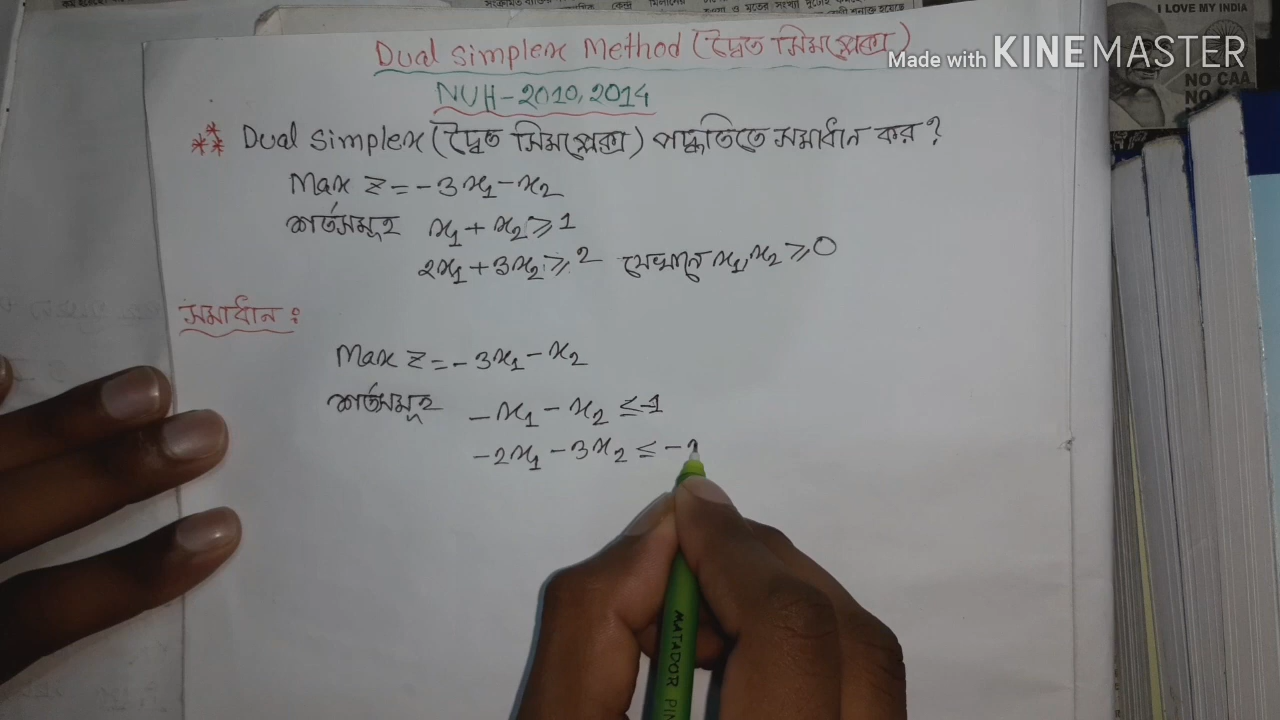 Dual Simplex Method (দ্বৈত সিমপ্লেক্স)
Made with KINEMASTER
I LOVE MY INDIA
NO CAA
NUH-2010, 2014
Dual Simplex (দ্বৈত সিমপ্লেক্স) পদ্ধতিতে সমাধান কর?
Max Z = -3x₁ - x₂
শর্তসমূহ x₁ + x₂ ≥ 1
2x₁ + 3x₂ ≥ 2 যেখানে x₁, x₂ ≥ 0
সমাধান:
Max Z = -3x₁ - x₂
শর্তসমূহ -x₁ - x₂ ≤ -1
-2x₁ - 3x₂ ≤ -2
MATADOR PIN